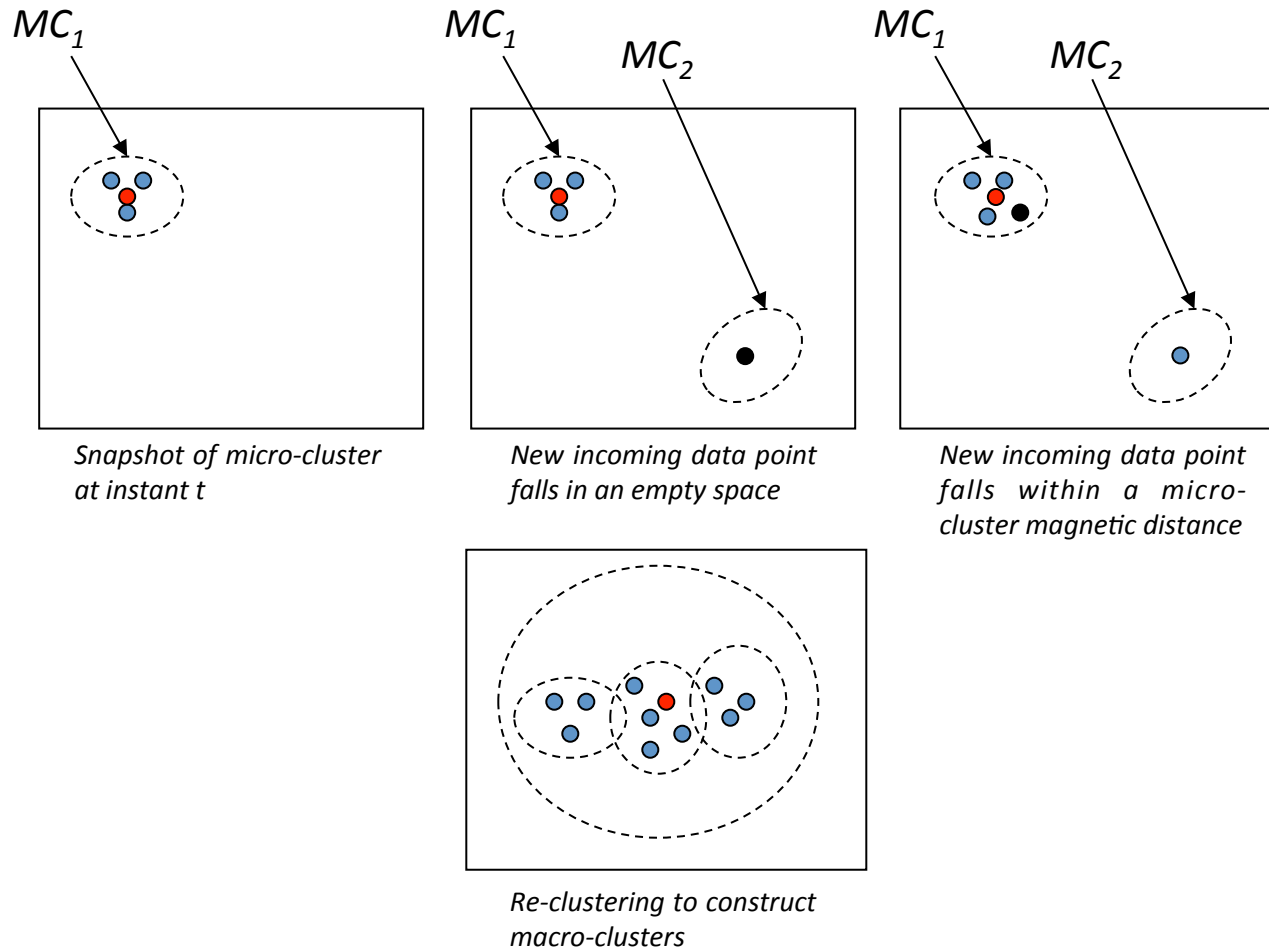 MC1
MC1
MC2
MC1
MC2
Snapshot of micro-cluster
at instant t
New incoming data point
falls in an empty space
New incoming data point
falls within a micro-
cluster magnetic distance
Re-clustering to construct
macro-clusters